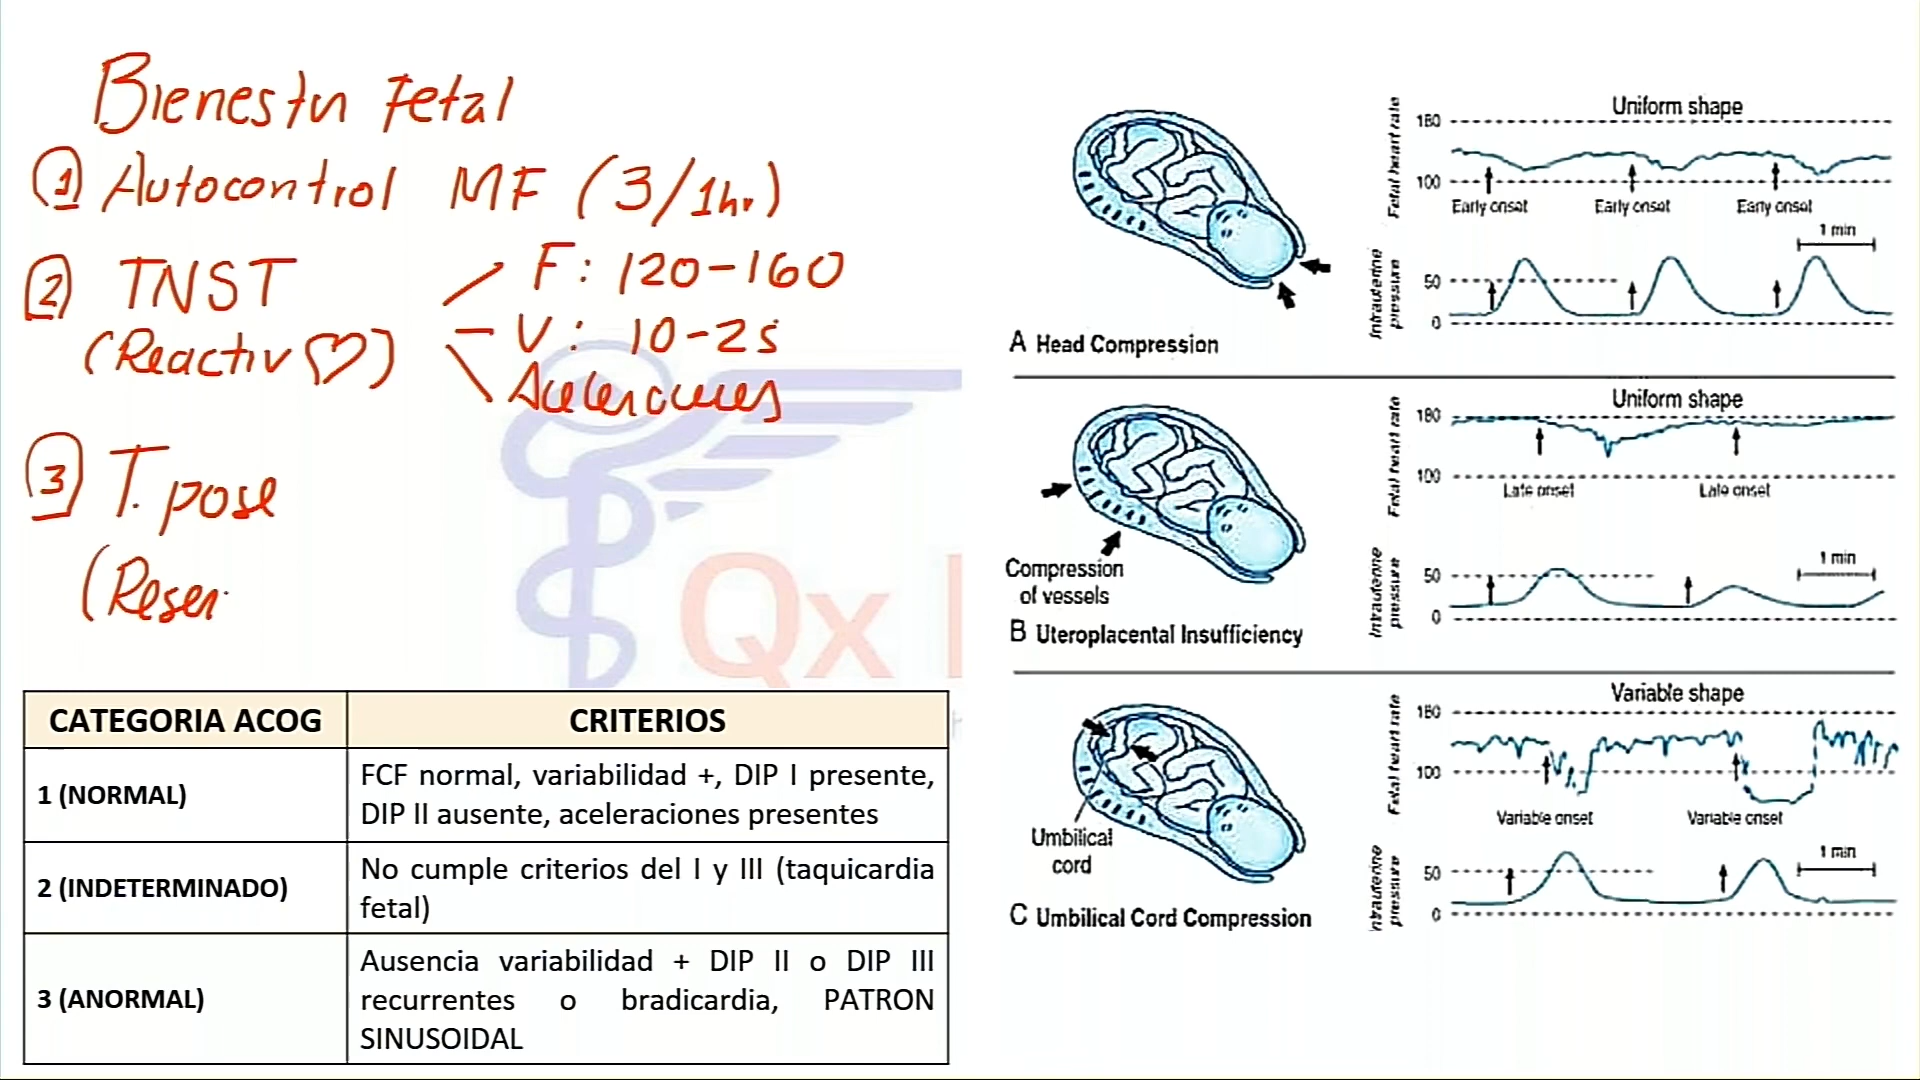 Bienestar Fetal
① Autocontrol MF (3/1hr)
② TNST
(Reactiv ♡)
F: 120-160
V: 10-25
Aceleraciones
③ T. pose
(Reser
Qx
CATEGORIA ACOG
CRITERIOS
1 (NORMAL)
FCF normal, variabilidad +, DIP I presente,
DIP II ausente, aceleraciones presentes
2 (INDETERMINADO)
No cumple criterios del I y III (taquicardia
fetal)
3 (ANORMAL)
Ausencia variabilidad + DIP II o DIP III
recurrentes o bradicardia, PATRON
SINUSOIDAL
A Head Compression
Uniform shape
Fetal heart rate
180
100
Early onset Early onset Early onset
1 min
Intrauterine
pressure
50
0
Compression
of vessels
B Uteroplacental Insufficiency
Uniform shape
Fetal heart rate
180
100
Late onset Late onset
1 min
Intrauterine
pressure
50
0
Umbilical
cord
C Umbilical Cord Compression
Variable shape
Fetal heart rate
180
100
Variable onset Variable onset
1 min
Intrauterine
pressure
50
0